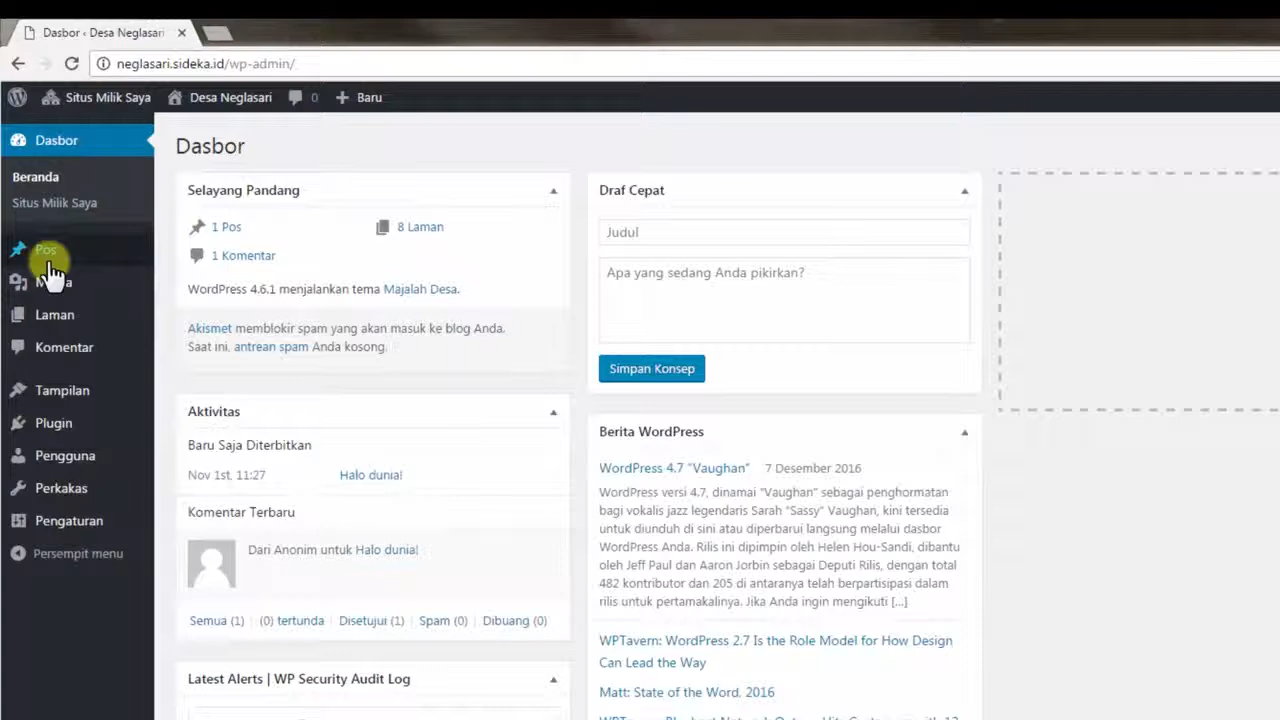 Dasbor ‹ Desa Neglasari
neglasari.sideka.id/wp-admin/
Situs Milik Saya
Desa Neglasari
0
Baru
Dasbor
Beranda
Situs Milik Saya
Pos
Laman
Komentar
Tampilan
Plugin
Pengguna
Perkakas
Pengaturan
Persempit menu
Dasbor
Selayang Pandang
1 Pos
8 Laman
1 Komentar
WordPress 4.6.1 menjalankan tema Majalah Desa.
Akismet memblokir spam yang akan masuk ke blog Anda.
Saat ini, antrean spam Anda kosong.
Aktivitas
Baru Saja Diterbitkan
Nov 1st, 11:27 Halo dunia!
Komentar Terbaru
Dari Anonim untuk Halo dunia!
Semua (1) | (0) tertunda | Disetujui (1) | Spam (0) | Dibuang (0)
Latest Alerts | WP Security Audit Log
Draf Cepat
Judul
Apa yang sedang Anda pikirkan?
Simpan Konsep
Berita WordPress
WordPress 4.7 "Vaughan" 7 Desember 2016
WordPress versi 4.7, dinamai "Vaughan" sebagai penghormatan
bagi vokalis jazz legendaris Sarah "Sassy" Vaughan, kini tersedia
untuk diunduh di sini atau diperbarui langsung melalui dasbor
WordPress Anda. Rilis ini dipimpin oleh Helen Hou-Sandi, dibantu
oleh Jeff Paul dan Aaron Jorbin sebagai Deputi Rilis, dengan total
482 kontributor dan 205 di antaranya telah berpartisipasi dalam
rilis untuk pertamakalinya. Jika Anda ingin mengikuti [...]
WPTavern: WordPress 2.7 Is the Role Model for How Design
Can Lead the Way
Matt: State of the Word, 2016